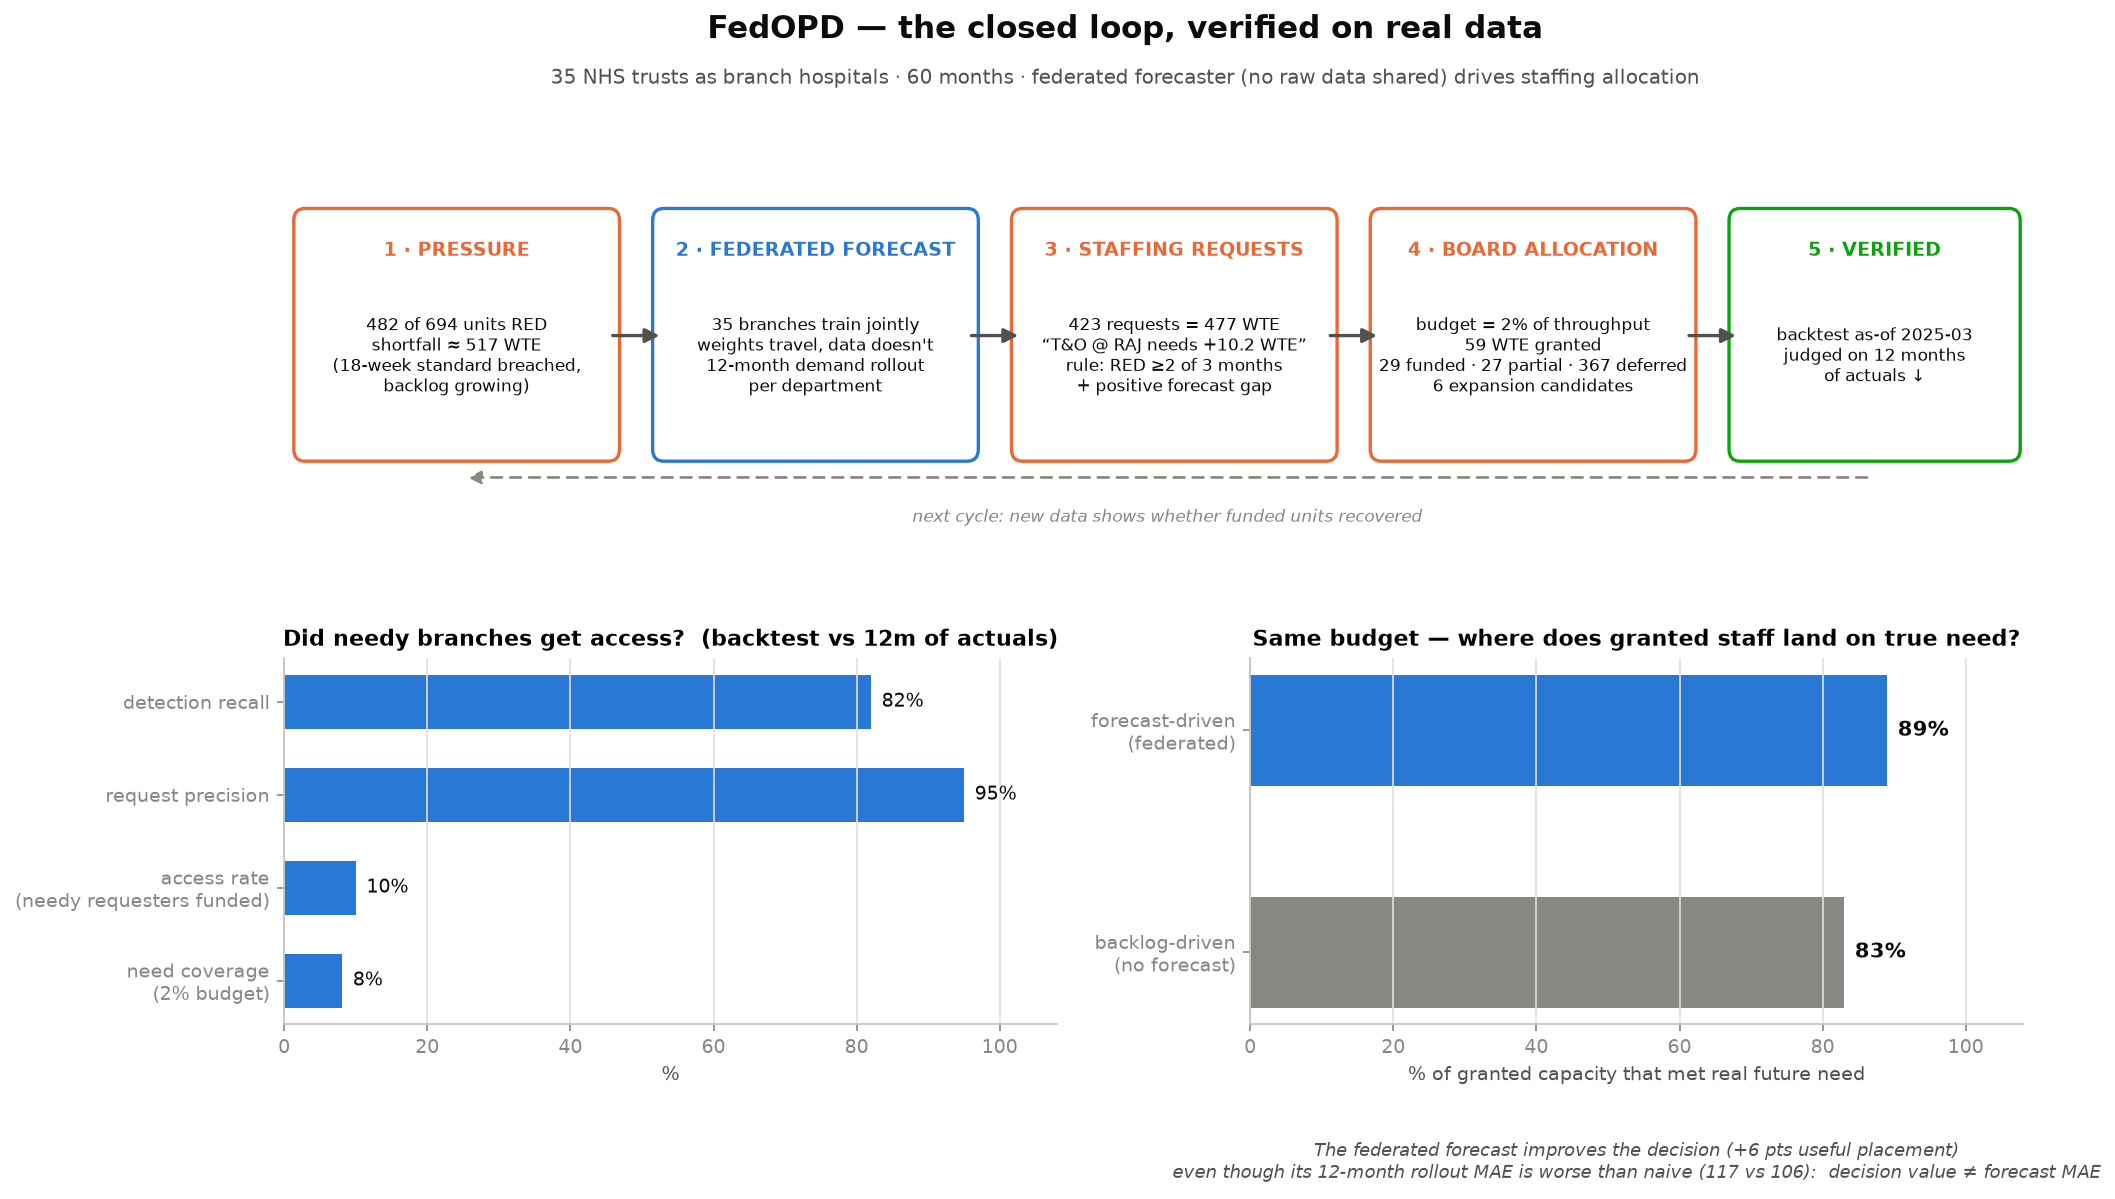 FedOPD — the closed loop, verified on real data
35 NHS trusts as branch hospitals · 60 months · federated forecaster (no raw data shared) drives staffing allocation
1 · PRESSURE
482 of 694 units RED
shortfall ≈ 517 WTE
(18-week standard breached,
backlog growing)
2 · FEDERATED FORECAST
35 branches train jointly
weights travel, data doesn't
12-month demand rollout
per department
3 · STAFFING REQUESTS
423 requests = 477 WTE
“T&O @ RAJ needs +10.2 WTE”
rule: RED ≥2 of 3 months
+ positive forecast gap
4 · BOARD ALLOCATION
budget = 2% of throughput
59 WTE granted
29 funded · 27 partial · 367 deferred
6 expansion candidates
5 · VERIFIED
backtest as-of 2025-03
judged on 12 months
of actuals ↓
next cycle: new data shows whether funded units recovered
Did needy branches get access?  (backtest vs 12m of actuals)
detection recall
82%
request precision
95%
access rate
(needy requesters funded)
10%
need coverage
(2% budget)
8%
0 20 40 60 80 100
%
Same budget — where does granted staff land on true need?
forecast-driven
(federated)
89%
backlog-driven
(no forecast)
83%
0 20 40 60 80 100
% of granted capacity that met real future need
The federated forecast improves the decision (+6 pts useful placement)
even though its 12-month rollout MAE is worse than naive (117 vs 106):  decision value ≠ forecast MAE